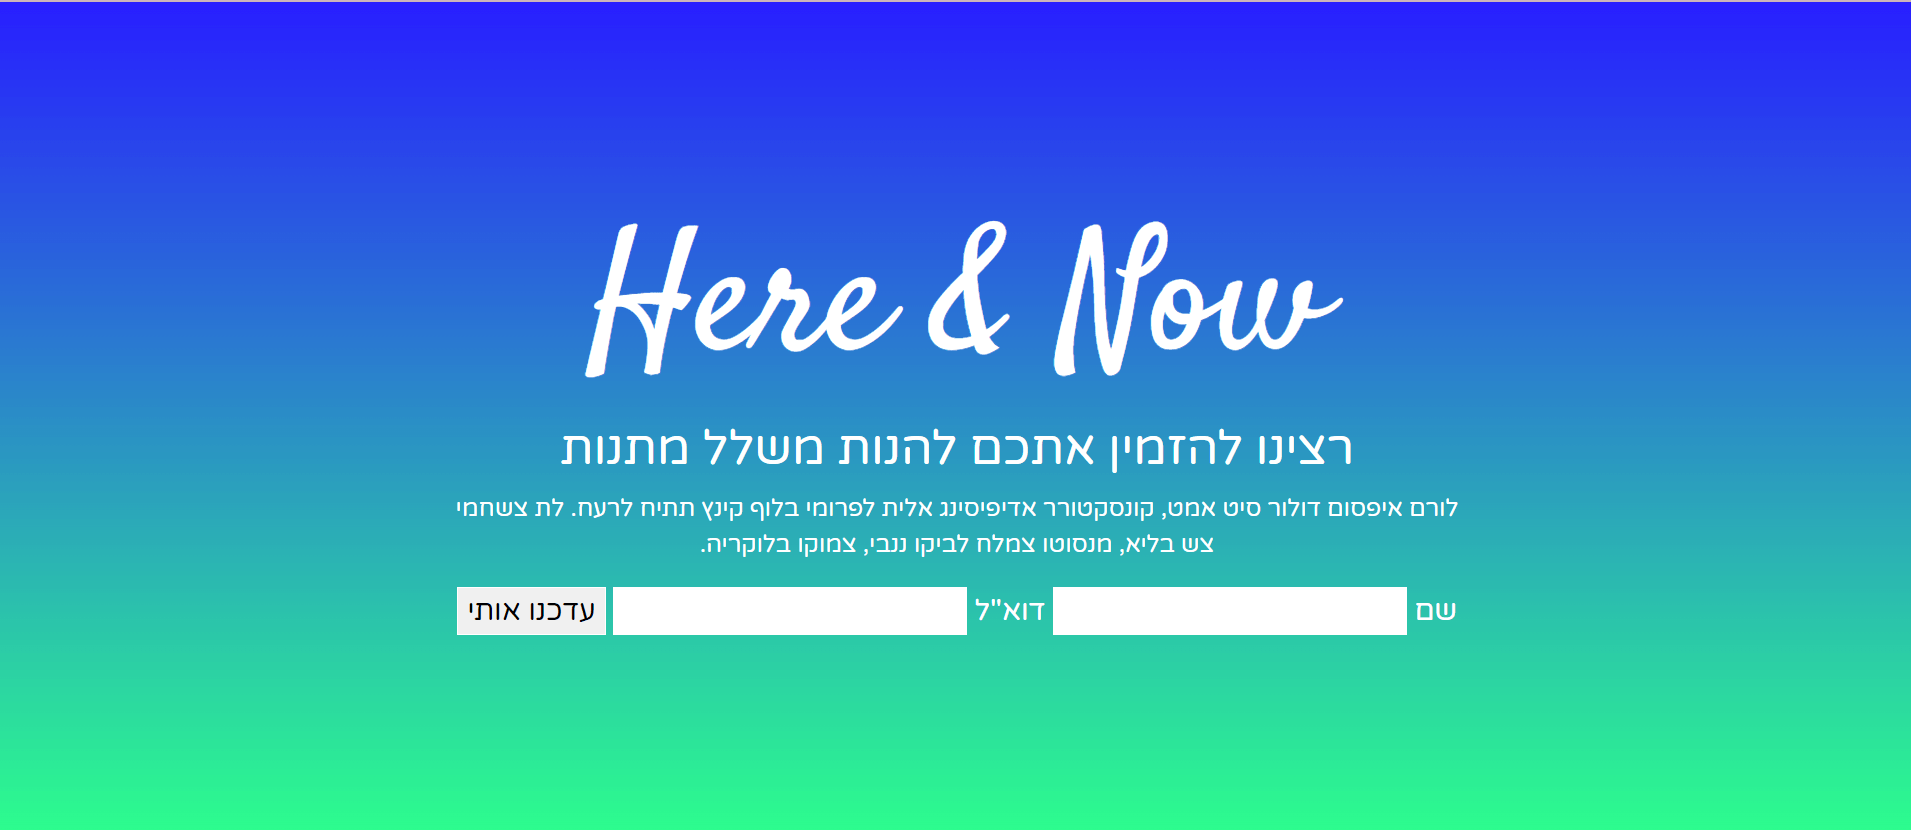 Here & Now
רצינו להזמין אתכם להנות משלל מתנות
לורם איפסום דולור סיט אמט, קונסקטורר אדיפיסינג אלית לפרומי בלוף קינץ תתיח לרעח. לת צשחמי
צש בליא, מנסוטו צמלח לביקו ננבי, צמוקו בלוקריה.
שם דוא"ל עדכנו אותי